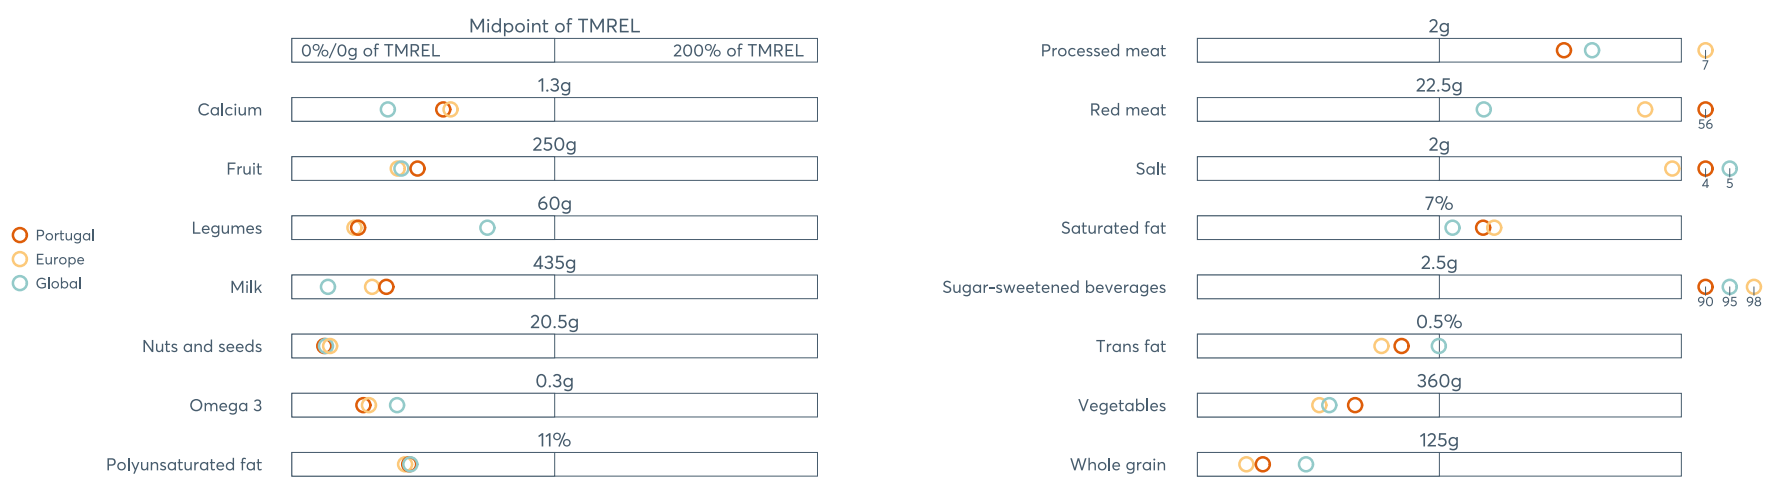 Midpoint of TMREL
0%/0g of TMREL 200% of TMREL
1.3g
Calcium
250g
Fruit
60g
Legumes
435g
Milk
20.5g
Nuts and seeds
0.3g
Omega 3
11%
Polyunsaturated fat
Portugal
Europe
Global
2g
Processed meat
7
22.5g
Red meat
56
2g
Salt
4 5
7%
Saturated fat
2.5g
Sugar-sweetened beverages
90 95 98
0.5%
Trans fat
360g
Vegetables
125g
Whole grain